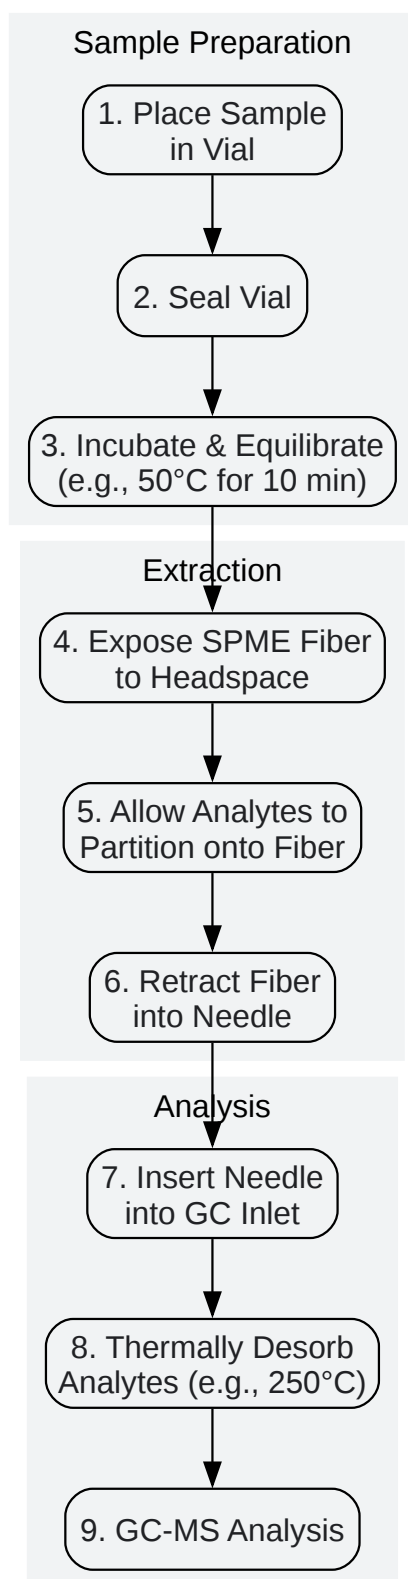 Sample Preparation
1. Place Sample
in Vial
2. Seal Vial
3. Incubate & Equilibrate
(e.g., 50°C for 10 min)
Extraction
4. Expose SPME Fiber
to Headspace
5. Allow Analytes to
Partition onto Fiber
6. Retract Fiber
into Needle
Analysis
7. Insert Needle
into GC Inlet
8. Thermally Desorb
Analytes (e.g., 250°C)
9. GC-MS Analysis